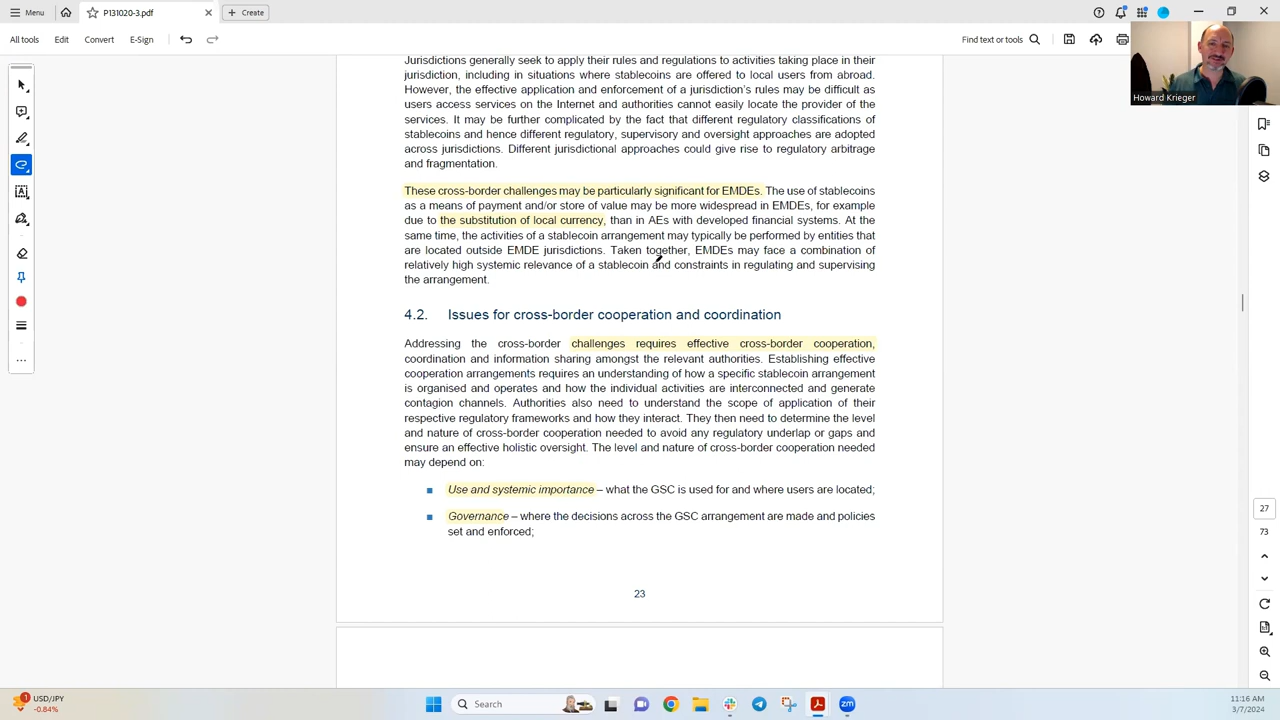 Menu
P131020-3.pdf
Create
All tools
Edit
Convert
E-Sign
Find text or tools
Howard Krieger
Jurisdictions generally seek to apply their rules and regulations to activities taking place in their
jurisdiction, including in situations where stablecoins are offered to local users from abroad.
However, the effective application and enforcement of a jurisdiction's rules may be difficult as
users access services on the Internet and authorities cannot easily locate the provider of the
services. It may be further complicated by the fact that different regulatory classifications of
stablecoins and hence different regulatory, supervisory and oversight approaches are adopted
across jurisdictions. Different jurisdictional approaches could give rise to regulatory arbitrage
and fragmentation.
These cross-border challenges may be particularly significant for EMDEs. The use of stablecoins
as a means of payment and/or store of value may be more widespread in EMDEs, for example
due to the substitution of local currency, than in AEs with developed financial systems. At the
same time, the activities of a stablecoin arrangement may typically be performed by entities that
are located outside EMDE jurisdictions. Taken together, EMDEs may face a combination of
relatively high systemic relevance of a stablecoin and constraints in regulating and supervising
the arrangement.
4.2. Issues for cross-border cooperation and coordination
Addressing the cross-border challenges requires effective cross-border cooperation,
coordination and information sharing amongst the relevant authorities. Establishing effective
cooperation arrangements requires an understanding of how a specific stablecoin arrangement
is organised and operates and how the individual activities are interconnected and generate
contagion channels. Authorities also need to understand the scope of application of their
respective regulatory frameworks and how they interact. They then need to determine the level
and nature of cross-border cooperation needed to avoid any regulatory underlap or gaps and
ensure an effective holistic oversight. The level and nature of cross-border cooperation needed
may depend on:
Use and systemic importance – what the GSC is used for and where users are located;
Governance – where the decisions across the GSC arrangement are made and policies
set and enforced;
23
27
73
1
USD/JPY
-0.84%
Search
zm
11:16 AM
3/7/2024